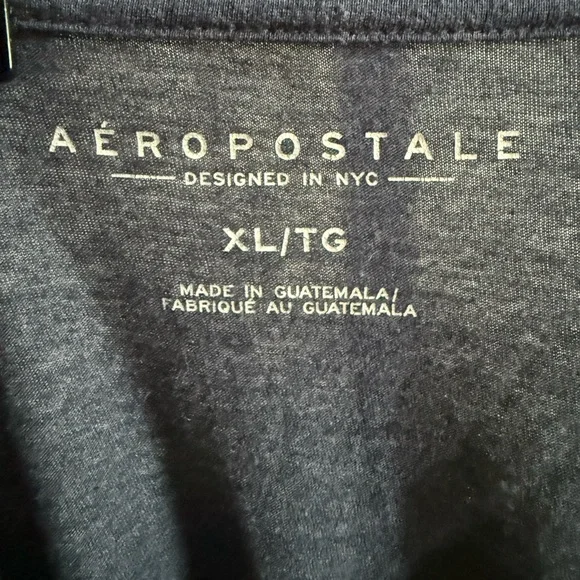 AÉROPOSTALE
DESIGNED IN NYC
XL/TG
MADE IN GUATEMALA/
FABRIQUÉ AU GUATEMALA